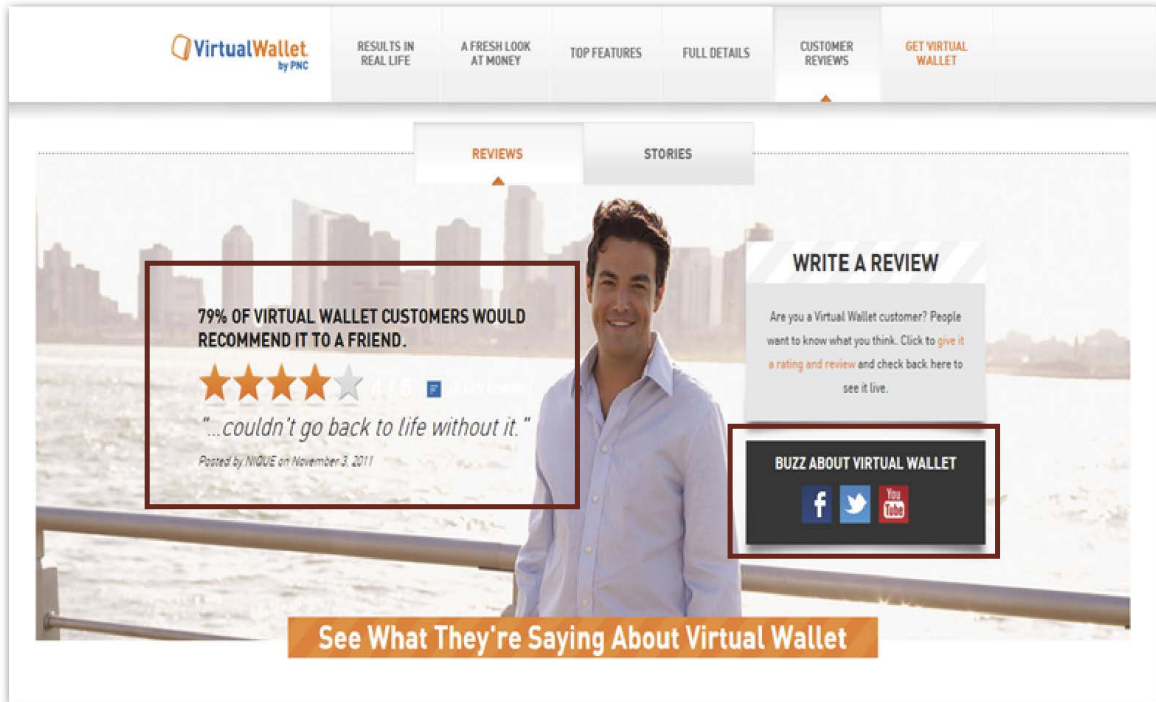 VirtualWallet.
by PNC
RESULTS IN
REAL LIFE
A FRESH LOOK
AT MONEY
TOP FEATURES
FULL DETAILS
CUSTOMER
REVIEWS
GET VIRTUAL
WALLET
REVIEWS
STORIES
79% OF VIRTUAL WALLET CUSTOMERS WOULD
RECOMMEND IT TO A FRIEND.
4 / 5
"...couldn't go back to life without it."
Posted by NIQUE on November 3, 2011
WRITE A REVIEW
Are you a Virtual Wallet customer? People
want to know what you think. Click to give it
a rating and review and check back here to
see it live.
BUZZ ABOUT VIRTUAL WALLET
f
You
Tube
See What They're Saying About Virtual Wallet